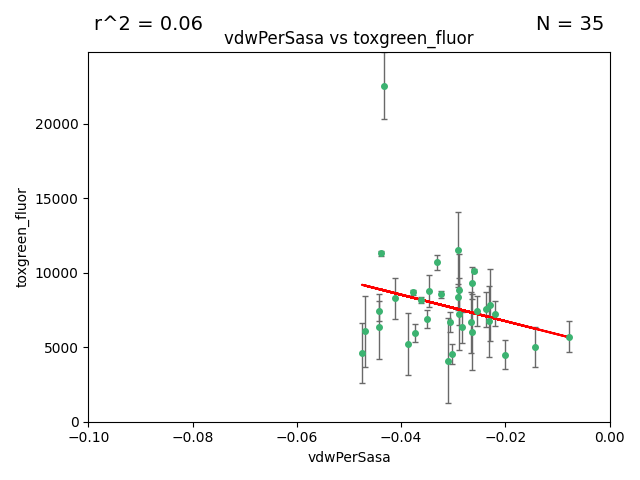 r^2 = 0.06
N = 35
vdwPerSasa vs toxgreen_fluor
toxgreen_fluor
20000
15000
10000
5000
0
−0.10
−0.08
−0.06
−0.04
−0.02
0.00
vdwPerSasa